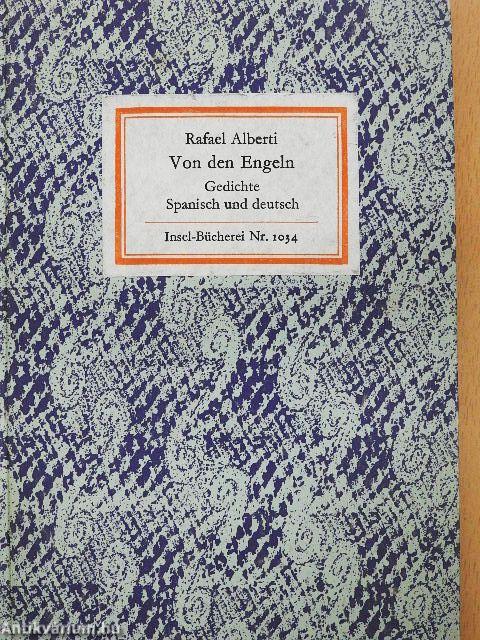 Rafael Alberti
Von den Engeln
Gedichte
Spanisch und deutsch
Insel-Bücherei Nr. 1034
Antikvarium.hu